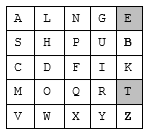 A L N G E
S H P U B
C D F I K
M O Q R T
V W X Y Z